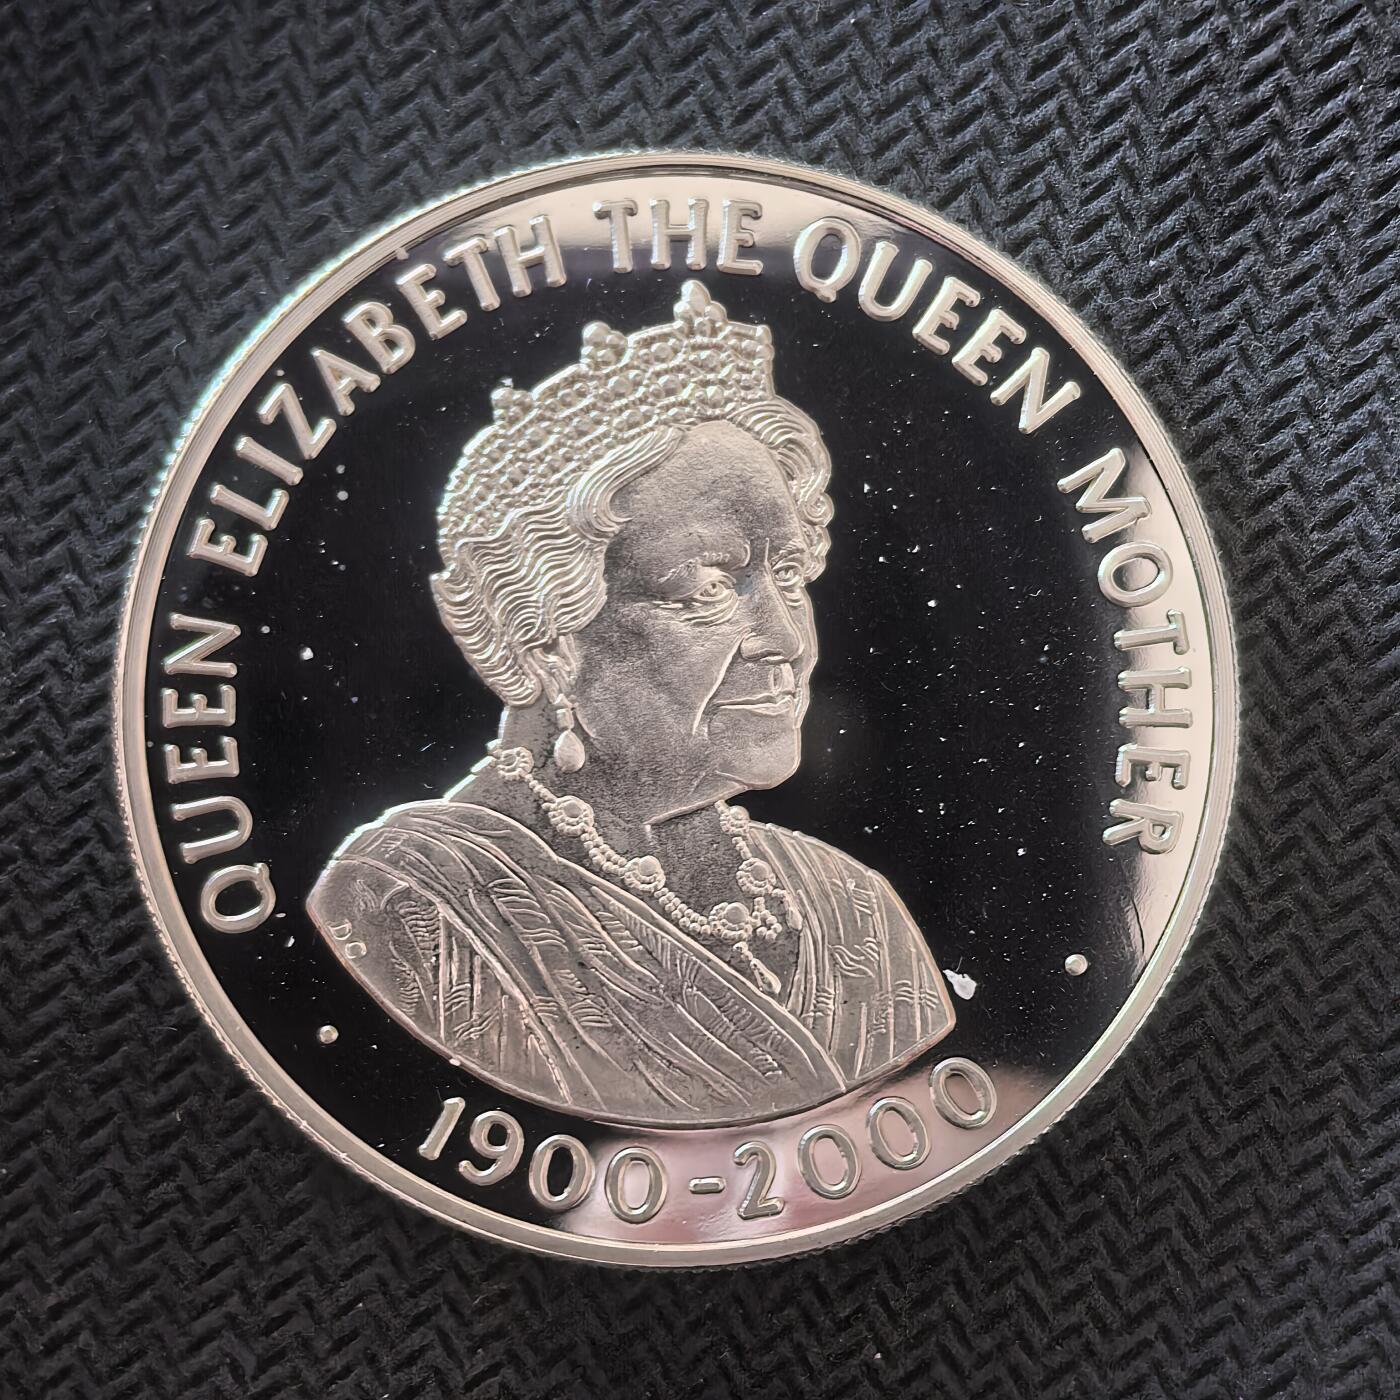 QUEEN ELIZABETH THE QUEEN MOTHER
DC
1900-2000